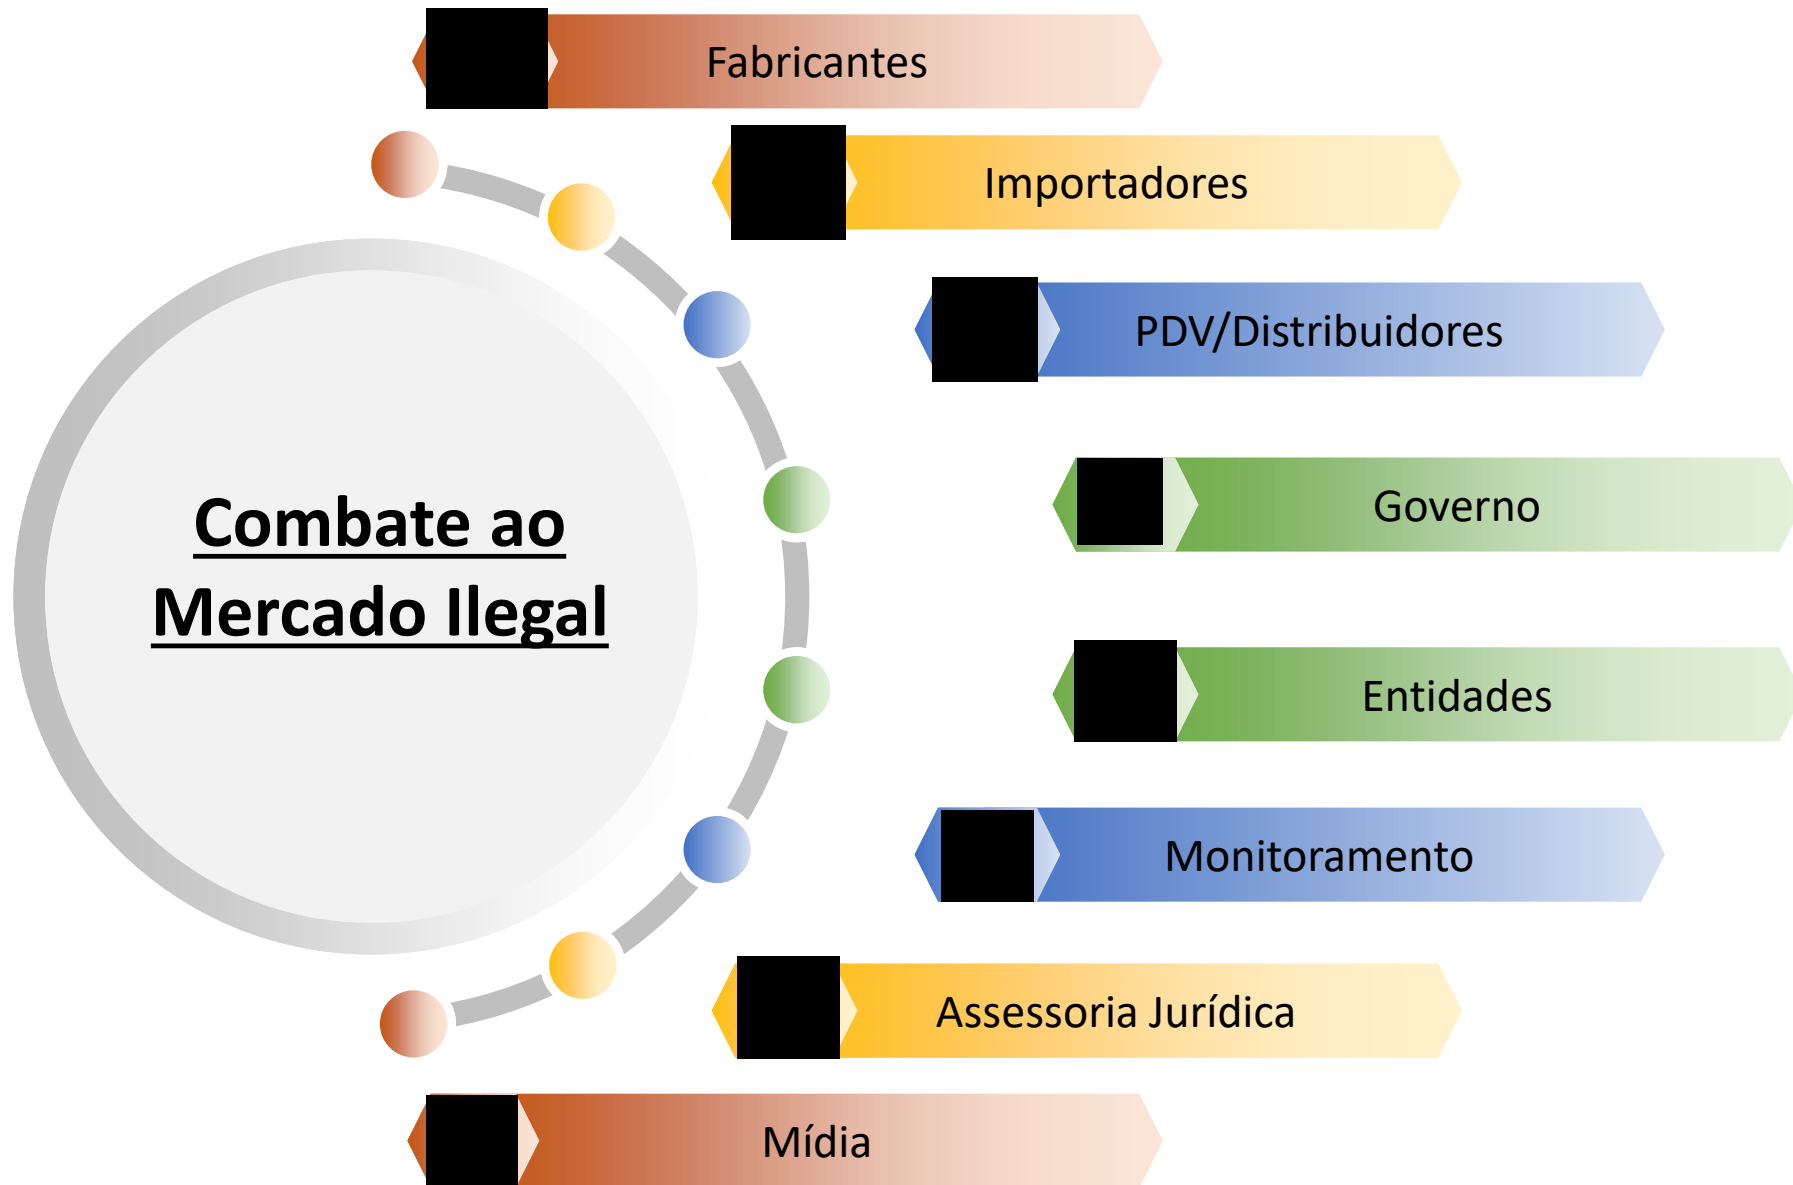 Fabricantes
Importadores
PDV/Distribuidores
Governo
Combate ao
Mercado Ilegal
Entidades
Monitoramento
Assessoria Jurídica
Mídia